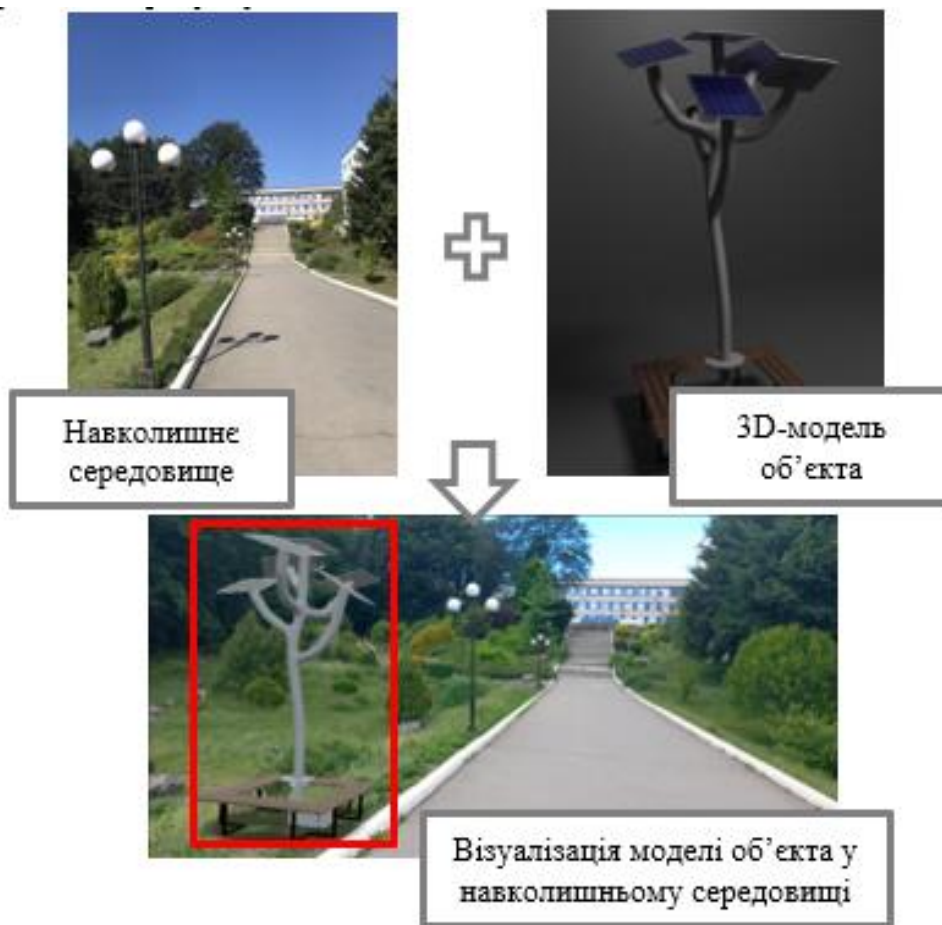 Навколишнє
середовище
3D-модель
об’єкта
Візуалізація моделі об’єкта у
навколишньому середовищі